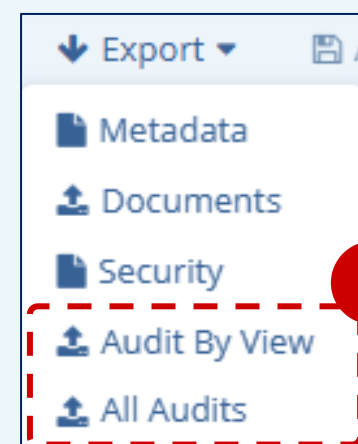 Export
Metadata
Documents
Security
Audit By View
All Audits